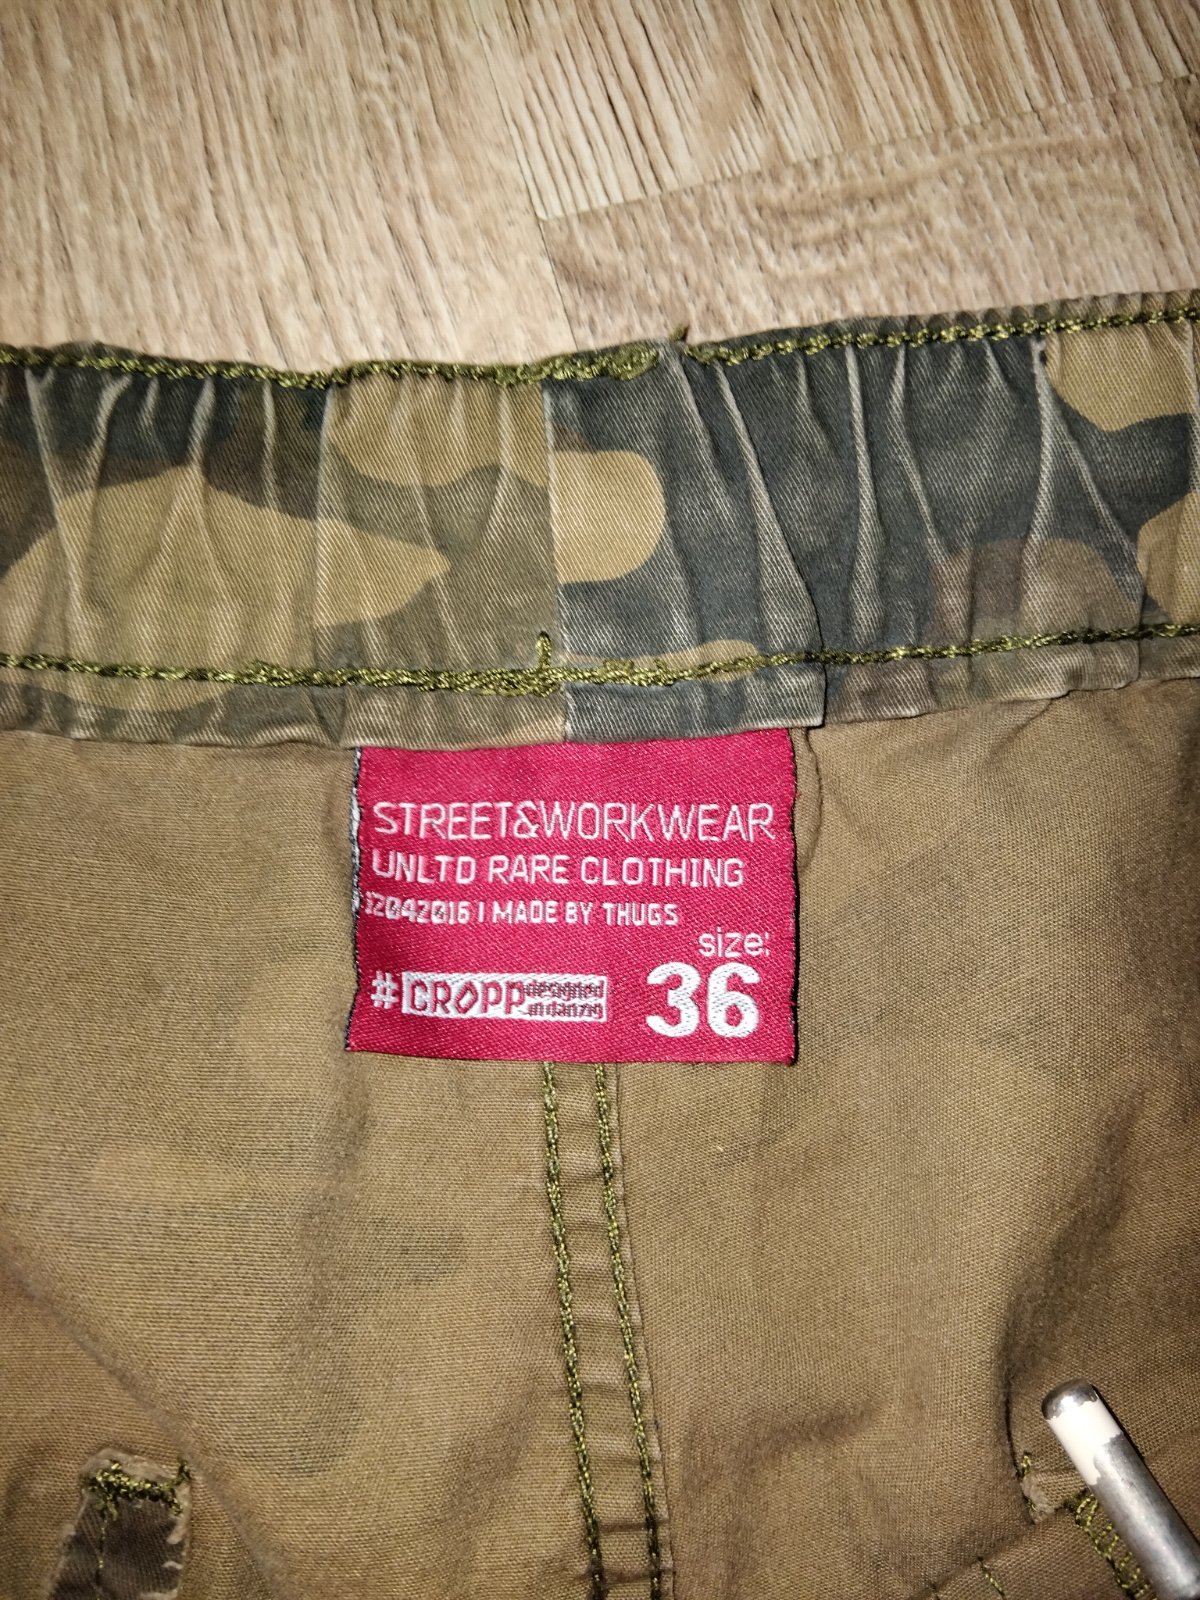 STREET&WORKWEAR
UNLTD RARE CLOTHING
12042016 | MADE BY THUGS
size:
#CROPP designed
in danzig
36